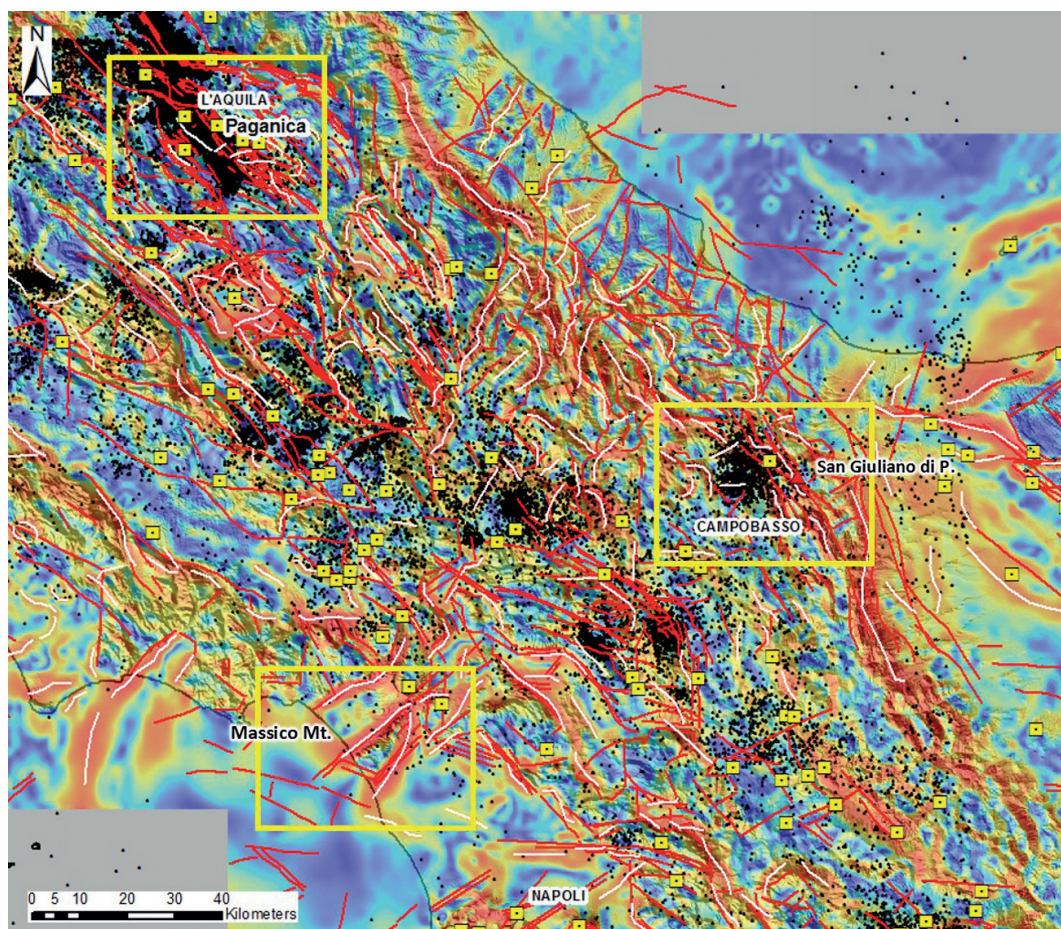 N
L'AQUILA
Paganica
San Giuliano di P.
CAMPOBASSO
Massico Mt.
NAPOLI
0 5 10 20 30 40
Kilometers